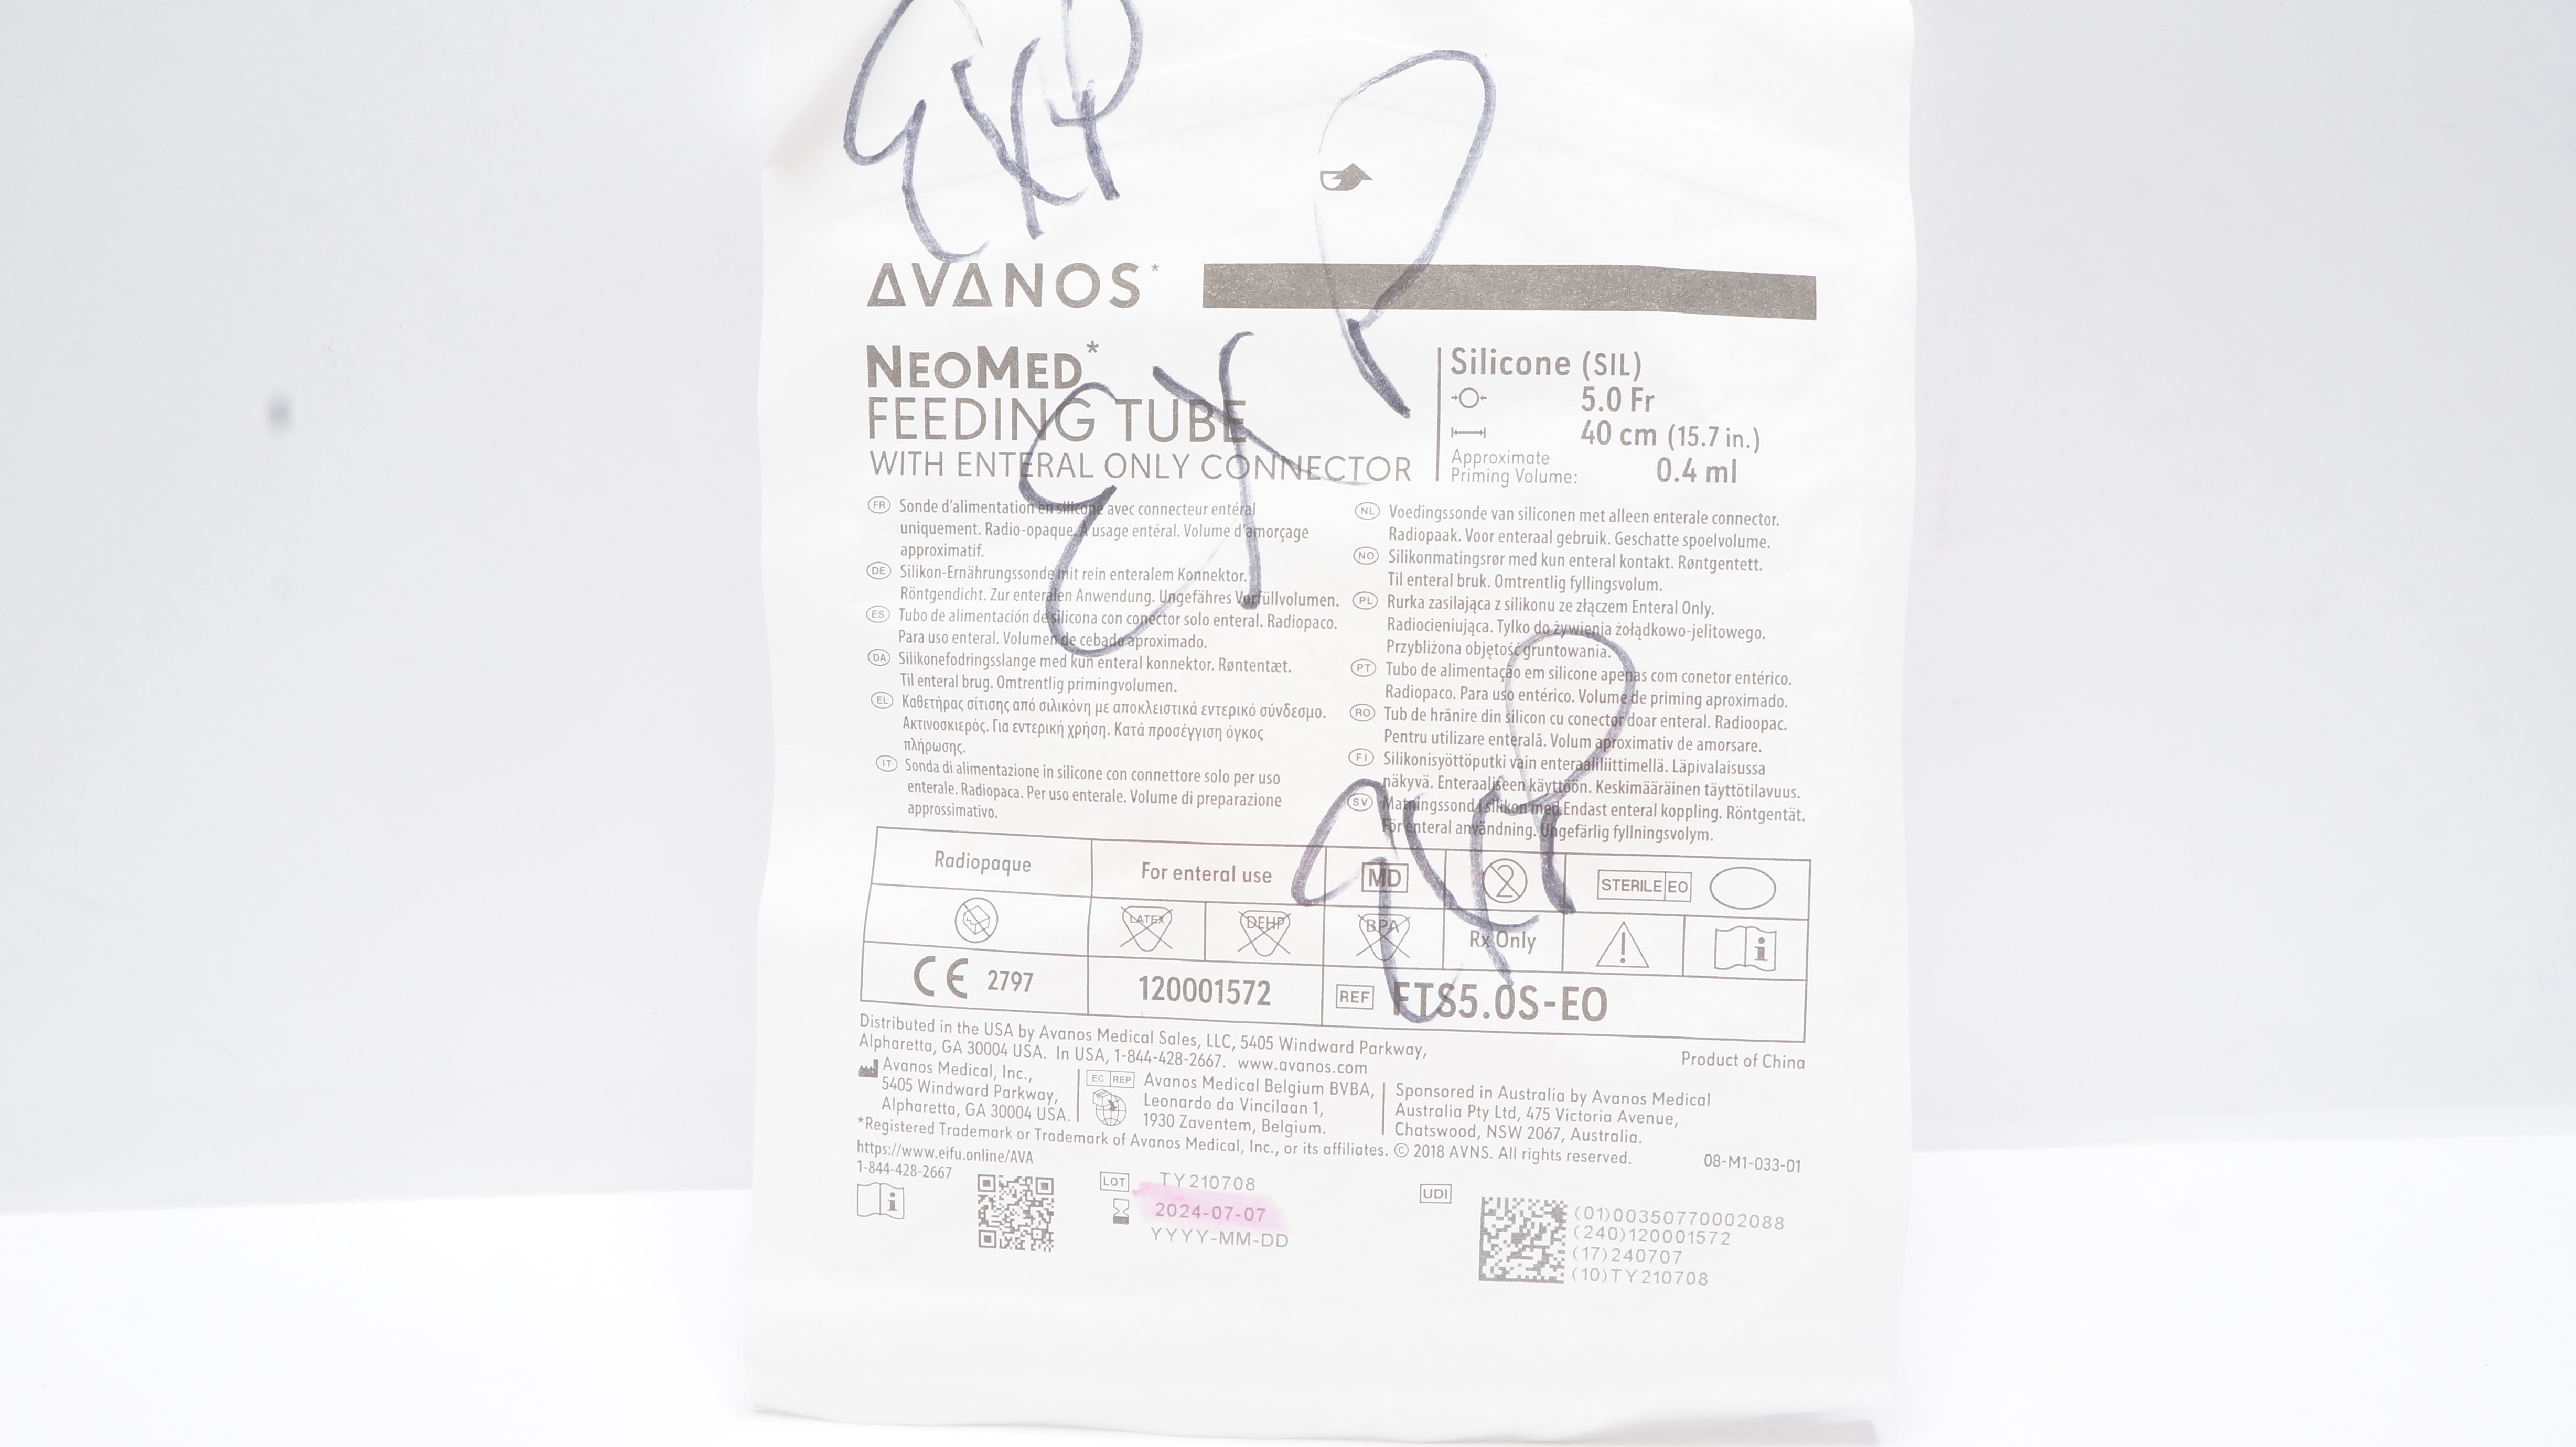 EXP
AVANOS*
NEOMED*
FEEDING TUBE
WITH ENTERAL ONLY CONNECTOR
EXP
Silicone (SIL)
5.0 Fr
40 cm (15.7 in.)
Approximate
Priming Volume: 0.4 ml
FR Sonde d'alimentation en silicone avec connecteur entéral
uniquement. Radio-opaque. À usage entéral. Volume d'amorçage
approximatif.
DE Silikon-Ernährungssonde mit rein enteralem Konnektor.
Röntgendicht. Zur enteralen Anwendung. Ungefähres Vorfüllvolumen.
ES Tubo de alimentación de silicona con conector solo enteral. Radiopaco.
Para uso enteral. Volumen de cebado aproximado.
DA Silikonefodringsslange med kun enteral konnektor. Røntentæt.
Til enteral brug. Omtrentlig primingvolumen.
EL Καθετήρας σίτισης από σιλικόνη με αποκλειστικά εντερικό σύνδεσμο.
Ακτινοσκιερός. Για εντερική χρήση. Κατά προσέγγιση όγκος
πλήρωσης.
IT Sonda di alimentazione in silicone con connettore solo per uso
enterale. Radiopaca. Per uso enterale. Volume di preparazione
approssimativo.
NL Voedingssonde van siliconen met alleen enterale connector.
Radiopaak. Voor enteraal gebruik. Geschatte spoelvolume.
NO Silikonmatingsrør med kun enteral kontakt. Røntgentett.
Til enteral bruk. Omtrentlig fyllingsvolum.
PL Rurka zasilająca z silikonu ze złączem Enteral Only.
Radiocieniująca. Tylko do żywienia żołądkowo-jelitowego.
Przybliżona objętość gruntowania.
PT Tubo de alimentação em silicone apenas com conetor entérico.
Radiopaco. Para uso entérico. Volume de priming aproximado.
RO Tub de hrănire din silicon cu conector doar enteral. Radioopac.
Pentru utilizare enterală. Volum aproximativ de amorsare.
FI Silikonisyöttöputki vain enteraaliliittimellä. Läpivalaisussa
näkyvä. Enteraaliseen käyttöön. Keskimääräinen täyttötilavuus.
SV Matningssond i silikon med Endast enteral koppling. Röntgentät.
För enteral användning. Ungefärlig fyllningsvolym.
EXP
Radiopaque For enteral use MD 2 STERILE EO
LATEX DEHP BPA Rx Only
CE 2797 120001572 REF FTS5.0S-EO
Distributed in the USA by Avanos Medical Sales, LLC, 5405 Windward Parkway,
Alpharetta, GA 30004 USA. In USA, 1-844-428-2667. www.avanos.com
Product of China
Avanos Medical, Inc.,
5405 Windward Parkway,
Alpharetta, GA 30004 USA.
EC REP Avanos Medical Belgium BVBA,
Leonardo da Vincilaan 1,
1930 Zaventem, Belgium.
Sponsored in Australia by Avanos Medical
Australia Pty Ltd, 475 Victoria Avenue,
Chatswood, NSW 2067, Australia.
*Registered Trademark or Trademark of Avanos Medical, Inc., or its affiliates. © 2018 AVNS. All rights reserved.
08-M1-033-01
https://www.eifu.online/AVA
1-844-428-2667
LOT TY210708
2024-07-07
YYYY-MM-DD
UDI
(01)00350770002088
(240)120001572
(17)240707
(10)TY210708